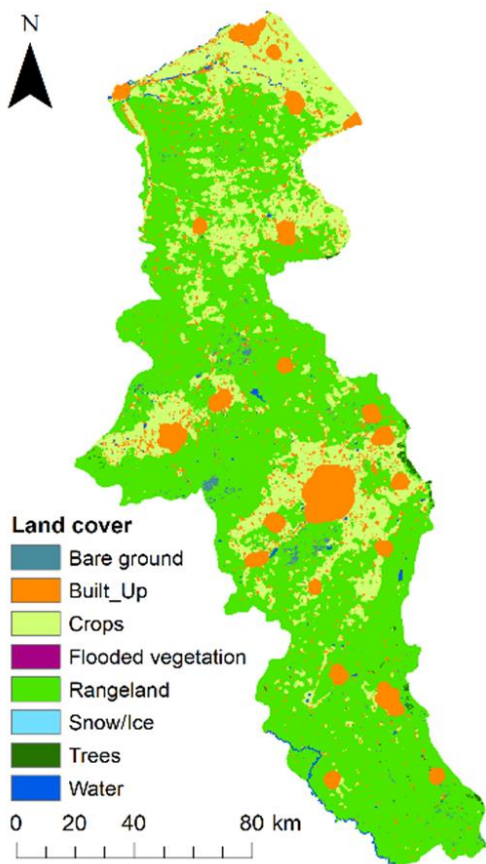 N
Land cover
Bare ground
Built_Up
Crops
Flooded vegetation
Rangeland
Snow/Ice
Trees
Water
0 20 40 80 km